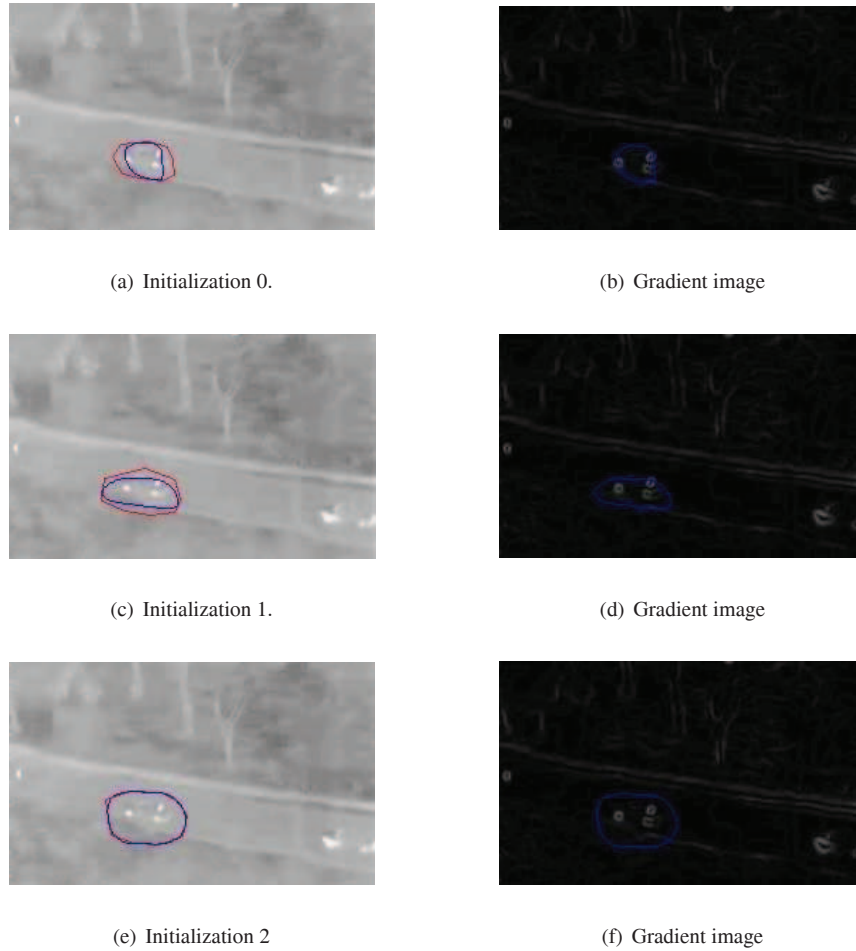 (a) Initialization 0.
(b) Gradient image
(c) Initialization 1.
(d) Gradient image
(e) Initialization 2
(f) Gradient image